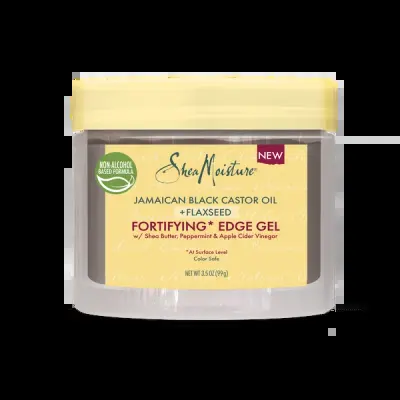 NON-ALCOHOL
BASED FORMULA
SheaMoisture®
NEW
JAMAICAN BLACK CASTOR OIL
+FLAXSEED
FORTIFYING* EDGE GEL
w/ Shea Butter, Peppermint & Apple Cider Vinegar
*At Surface Level
Color Safe
NET WT 3.5 OZ (99g)